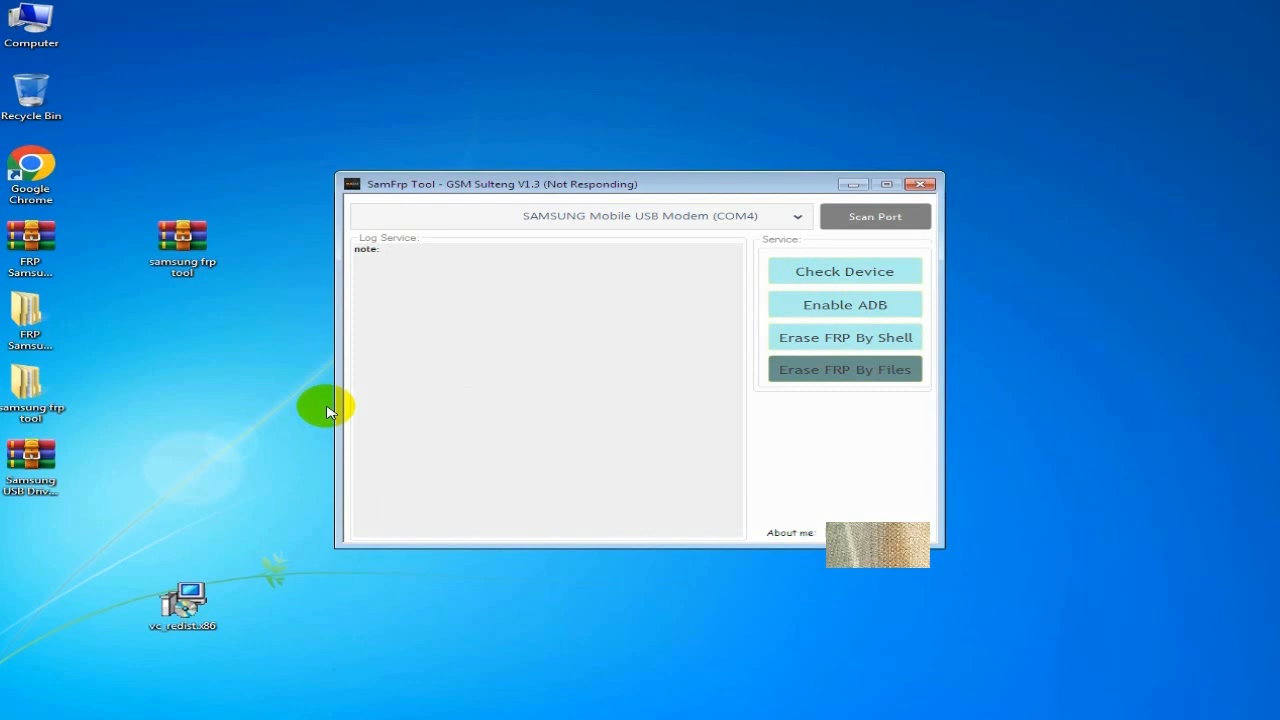 Computer
Recycle Bin
Google
Chrome
FRP
Samsu...
samsung frp
tool
FRP
Samsu...
samsung frp
tool
Samsung
USB Driv...
vc_redist.x86
SamFrp Tool - GSM Sulteng V1.3 (Not Responding)
SAMSUNG Mobile USB Modem (COM4)
Scan Port
Log Service:
note:
Service:
Check Device
Enable ADB
Erase FRP By Shell
Erase FRP By Files
About me: